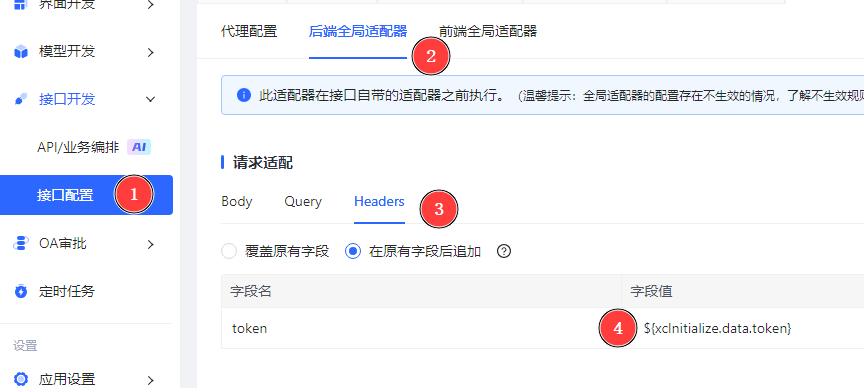 界面开发
模型开发
接口开发
API/业务编排 AI
接口配置 1
OA审批
定时任务
设置
应用设置
代理配置 后端全局适配器 前端全局适配器
2
此适配器在接口自带的适配器之前执行。（温馨提示：全局适配器的配置存在不生效的情况，了解不生效规则
请求适配
Body Query Headers 3
覆盖原有字段 在原有字段后追加 ?
字段名 字段值
token 4 ${xcInitialize.data.token}